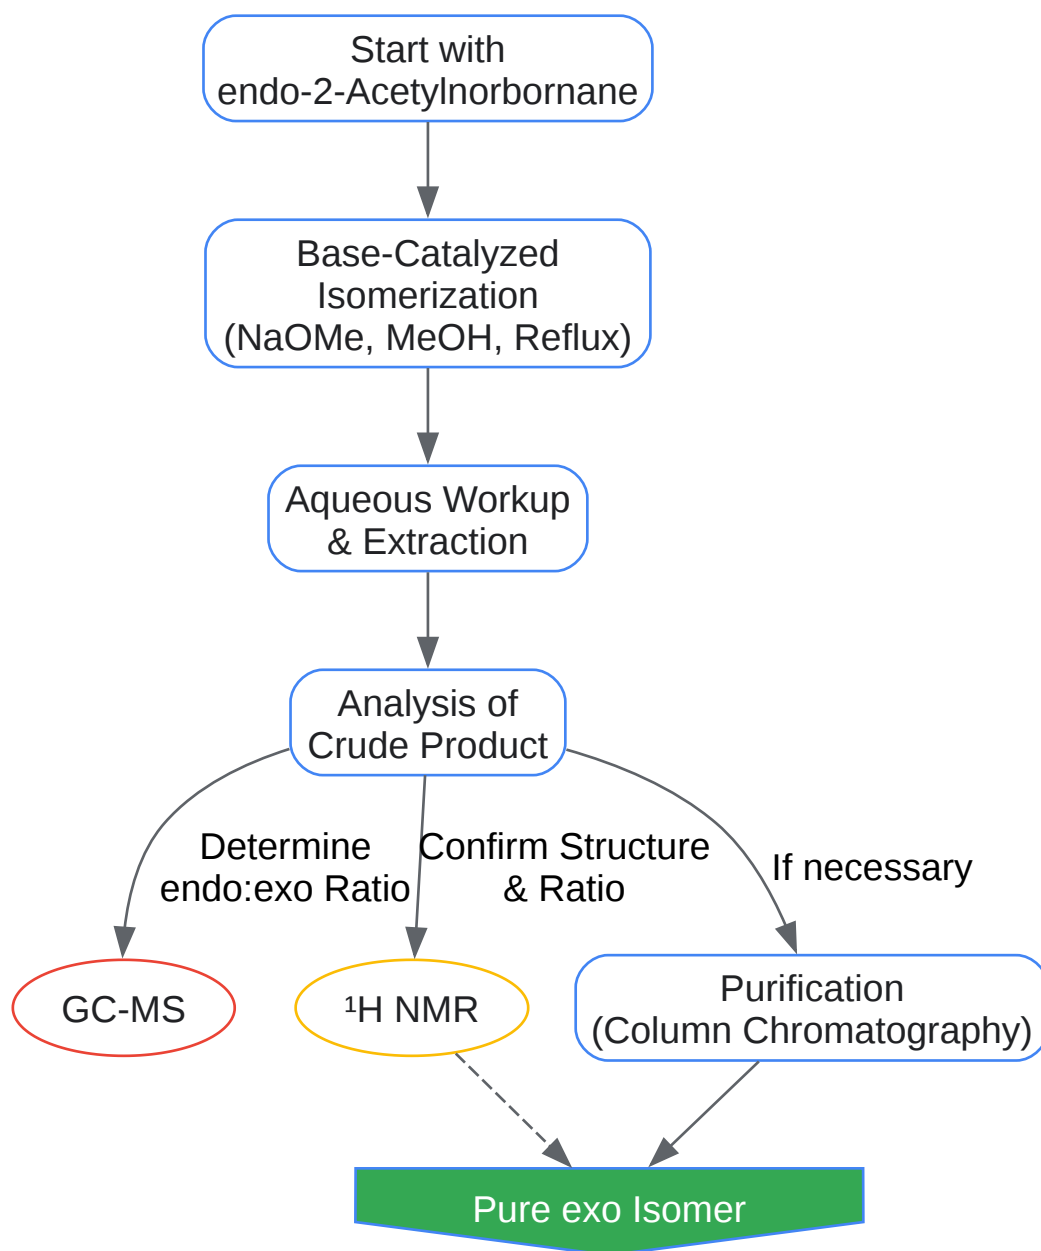 Start with
endo-2-Acetylnorbornane
Base-Catalyzed
Isomerization
(NaOMe, MeOH, Reflux)
Aqueous Workup
& Extraction
Analysis of
Crude Product
Determine
endo:exo Ratio
Confirm Structure
& Ratio
If necessary
GC-MS
¹H NMR
Purification
(Column Chromatography)
Pure exo Isomer